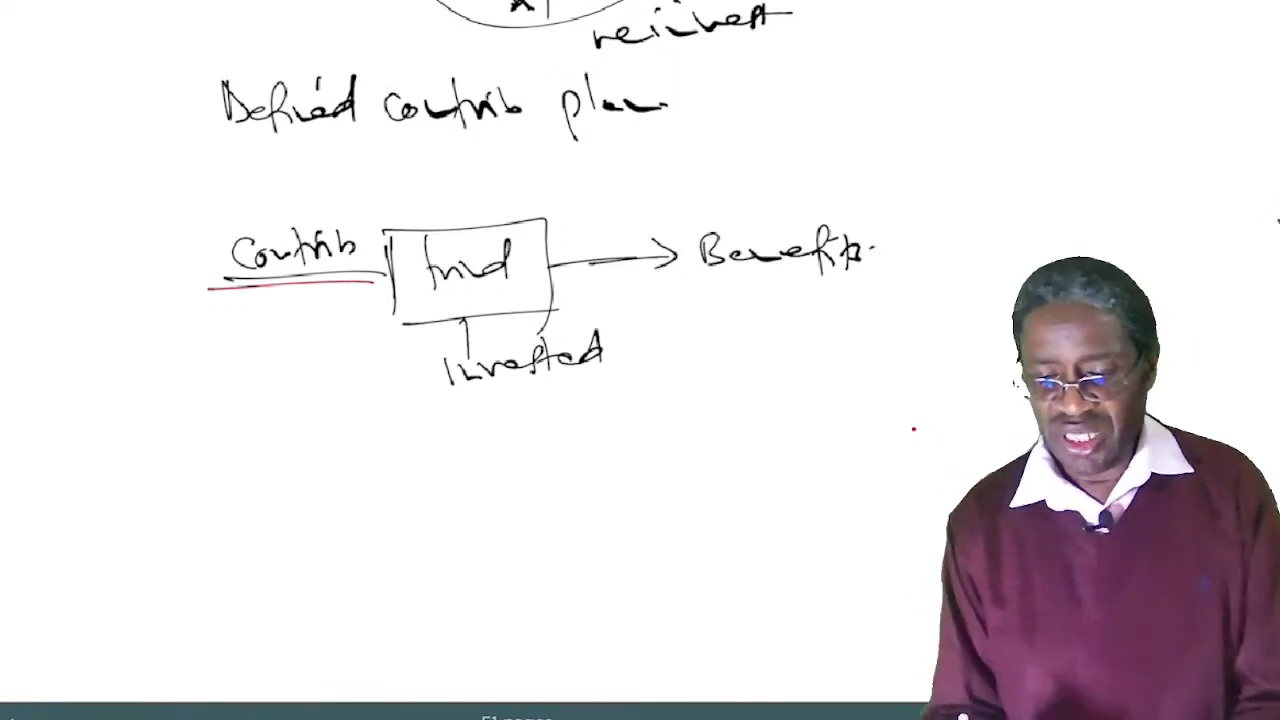 reinvest
Defined contrib plan.
Contrib
fund
Benefits.
Invested